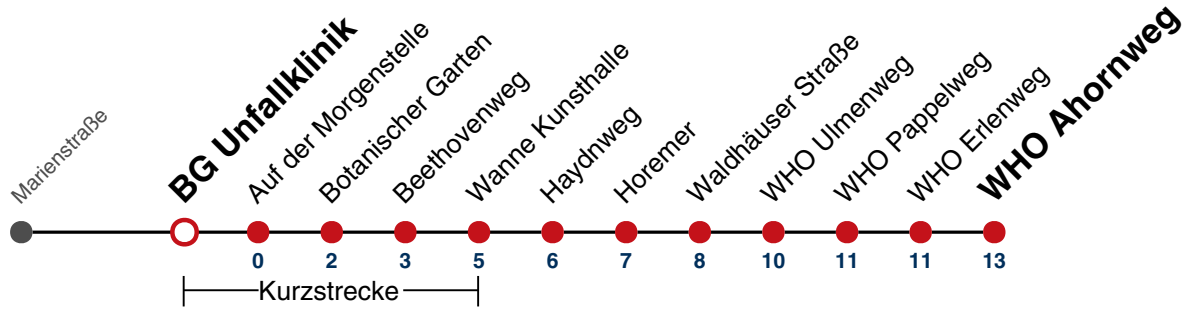 Marienstraße
BG Unfallklinik
Auf der Morgenstelle
Botanischer Garten
Beethovenweg
Wanne Kunsthalle
Haydnweg
Horemer
Waldhäuser Straße
WHO Ulmenweg
WHO Pappelweg
WHO Erlenweg
WHO Ahornweg
0 2 3 5 6 7 8 10 11 11 13
Kurzstrecke